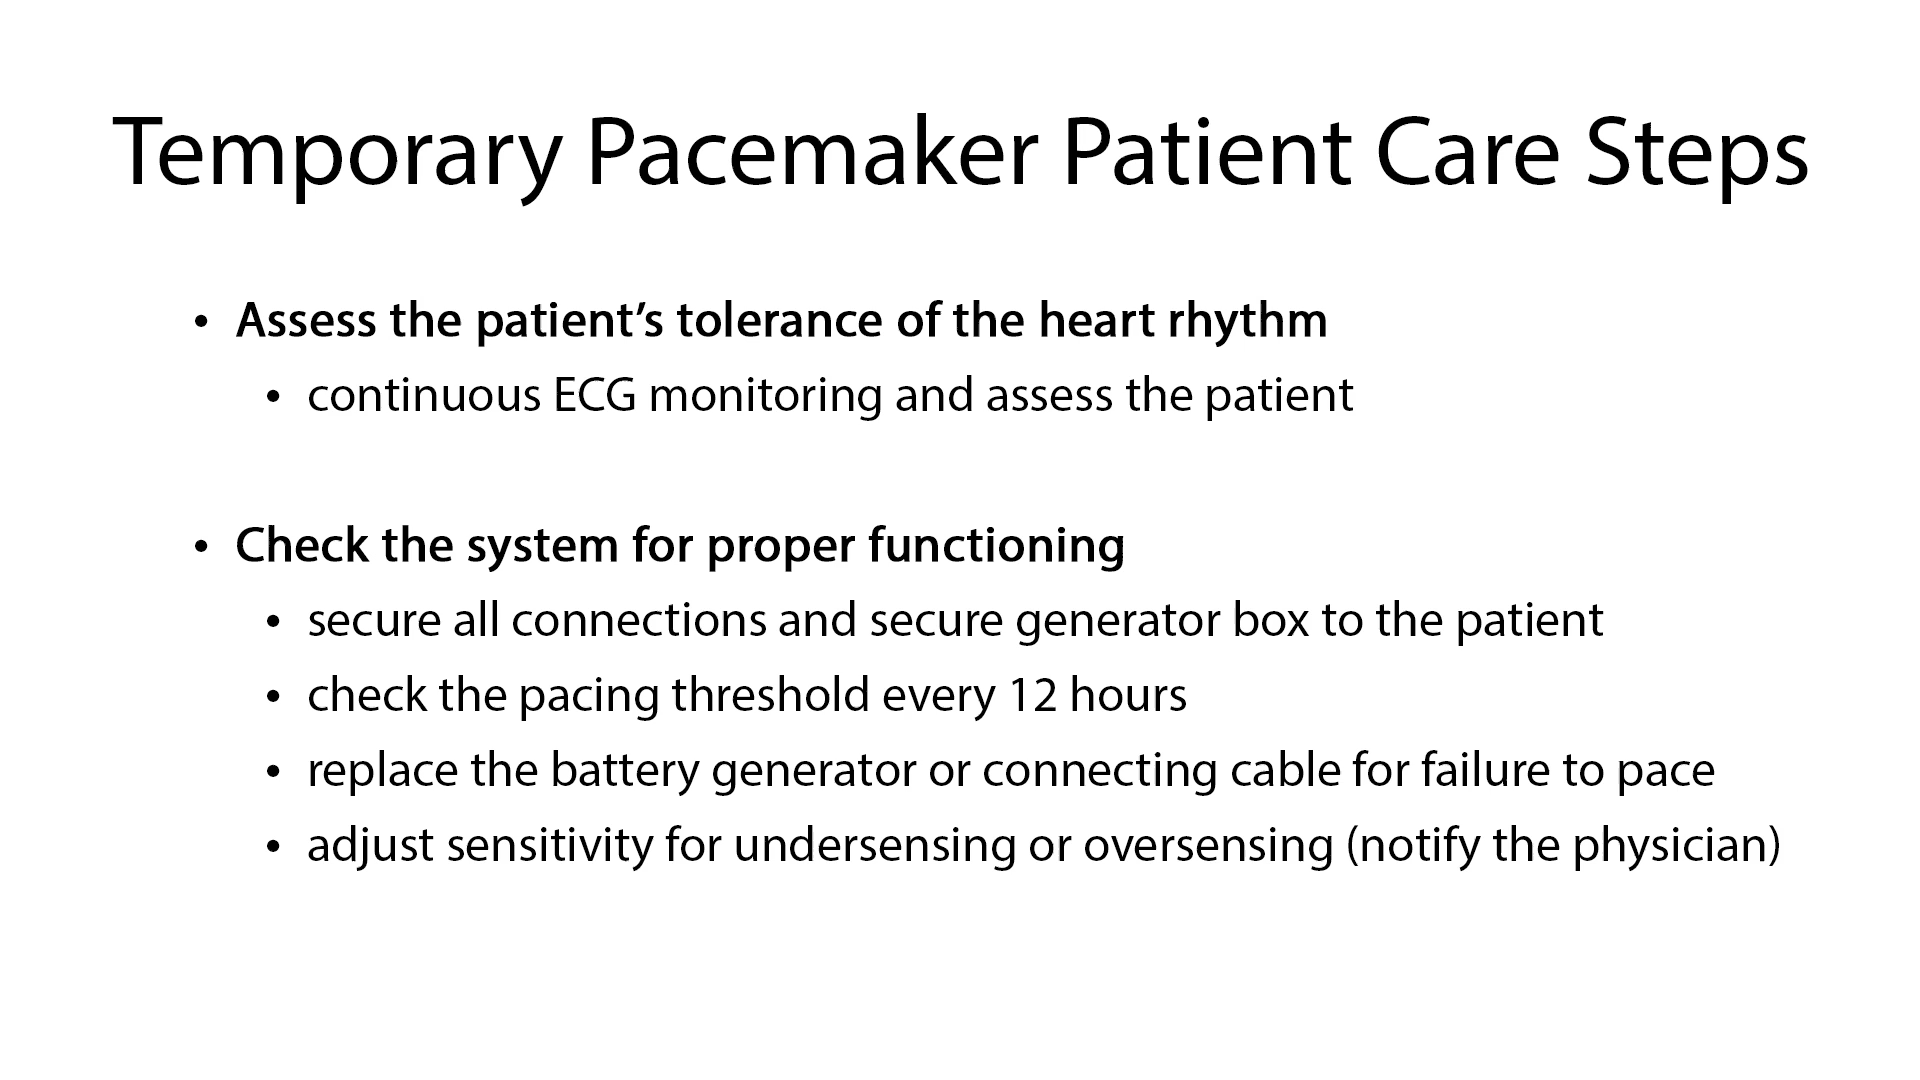 Temporary Pacemaker Patient Care Steps
• Assess the patient’s tolerance of the heart rhythm
• continuous ECG monitoring and assess the patient
• Check the system for proper functioning
• secure all connections and secure generator box to the patient
• check the pacing threshold every 12 hours
• replace the battery generator or connecting cable for failure to pace
• adjust sensitivity for undersensing or oversensing (notify the physician)